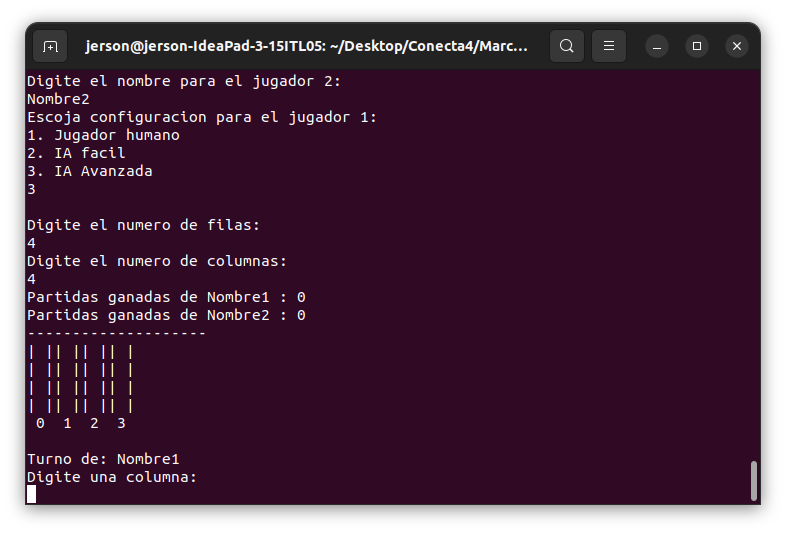 jerson@jerson-IdeaPad-3-15ITL05: ~/Desktop/Conecta4/Marc...
Digite el nombre para el jugador 2:
Nombre2
Escoja configuracion para el jugador 1:
1. Jugador humano
2. IA facil
3. IA Avanzada
3

Digite el numero de filas:
4
Digite el numero de columnas:
4
Partidas ganadas de Nombre1 : 0
Partidas ganadas de Nombre2 : 0
--------------------
| || || || |
| || || || |
| || || || |
| || || || |
 0  1  2  3

Turno de: Nombre1
Digite una columna: